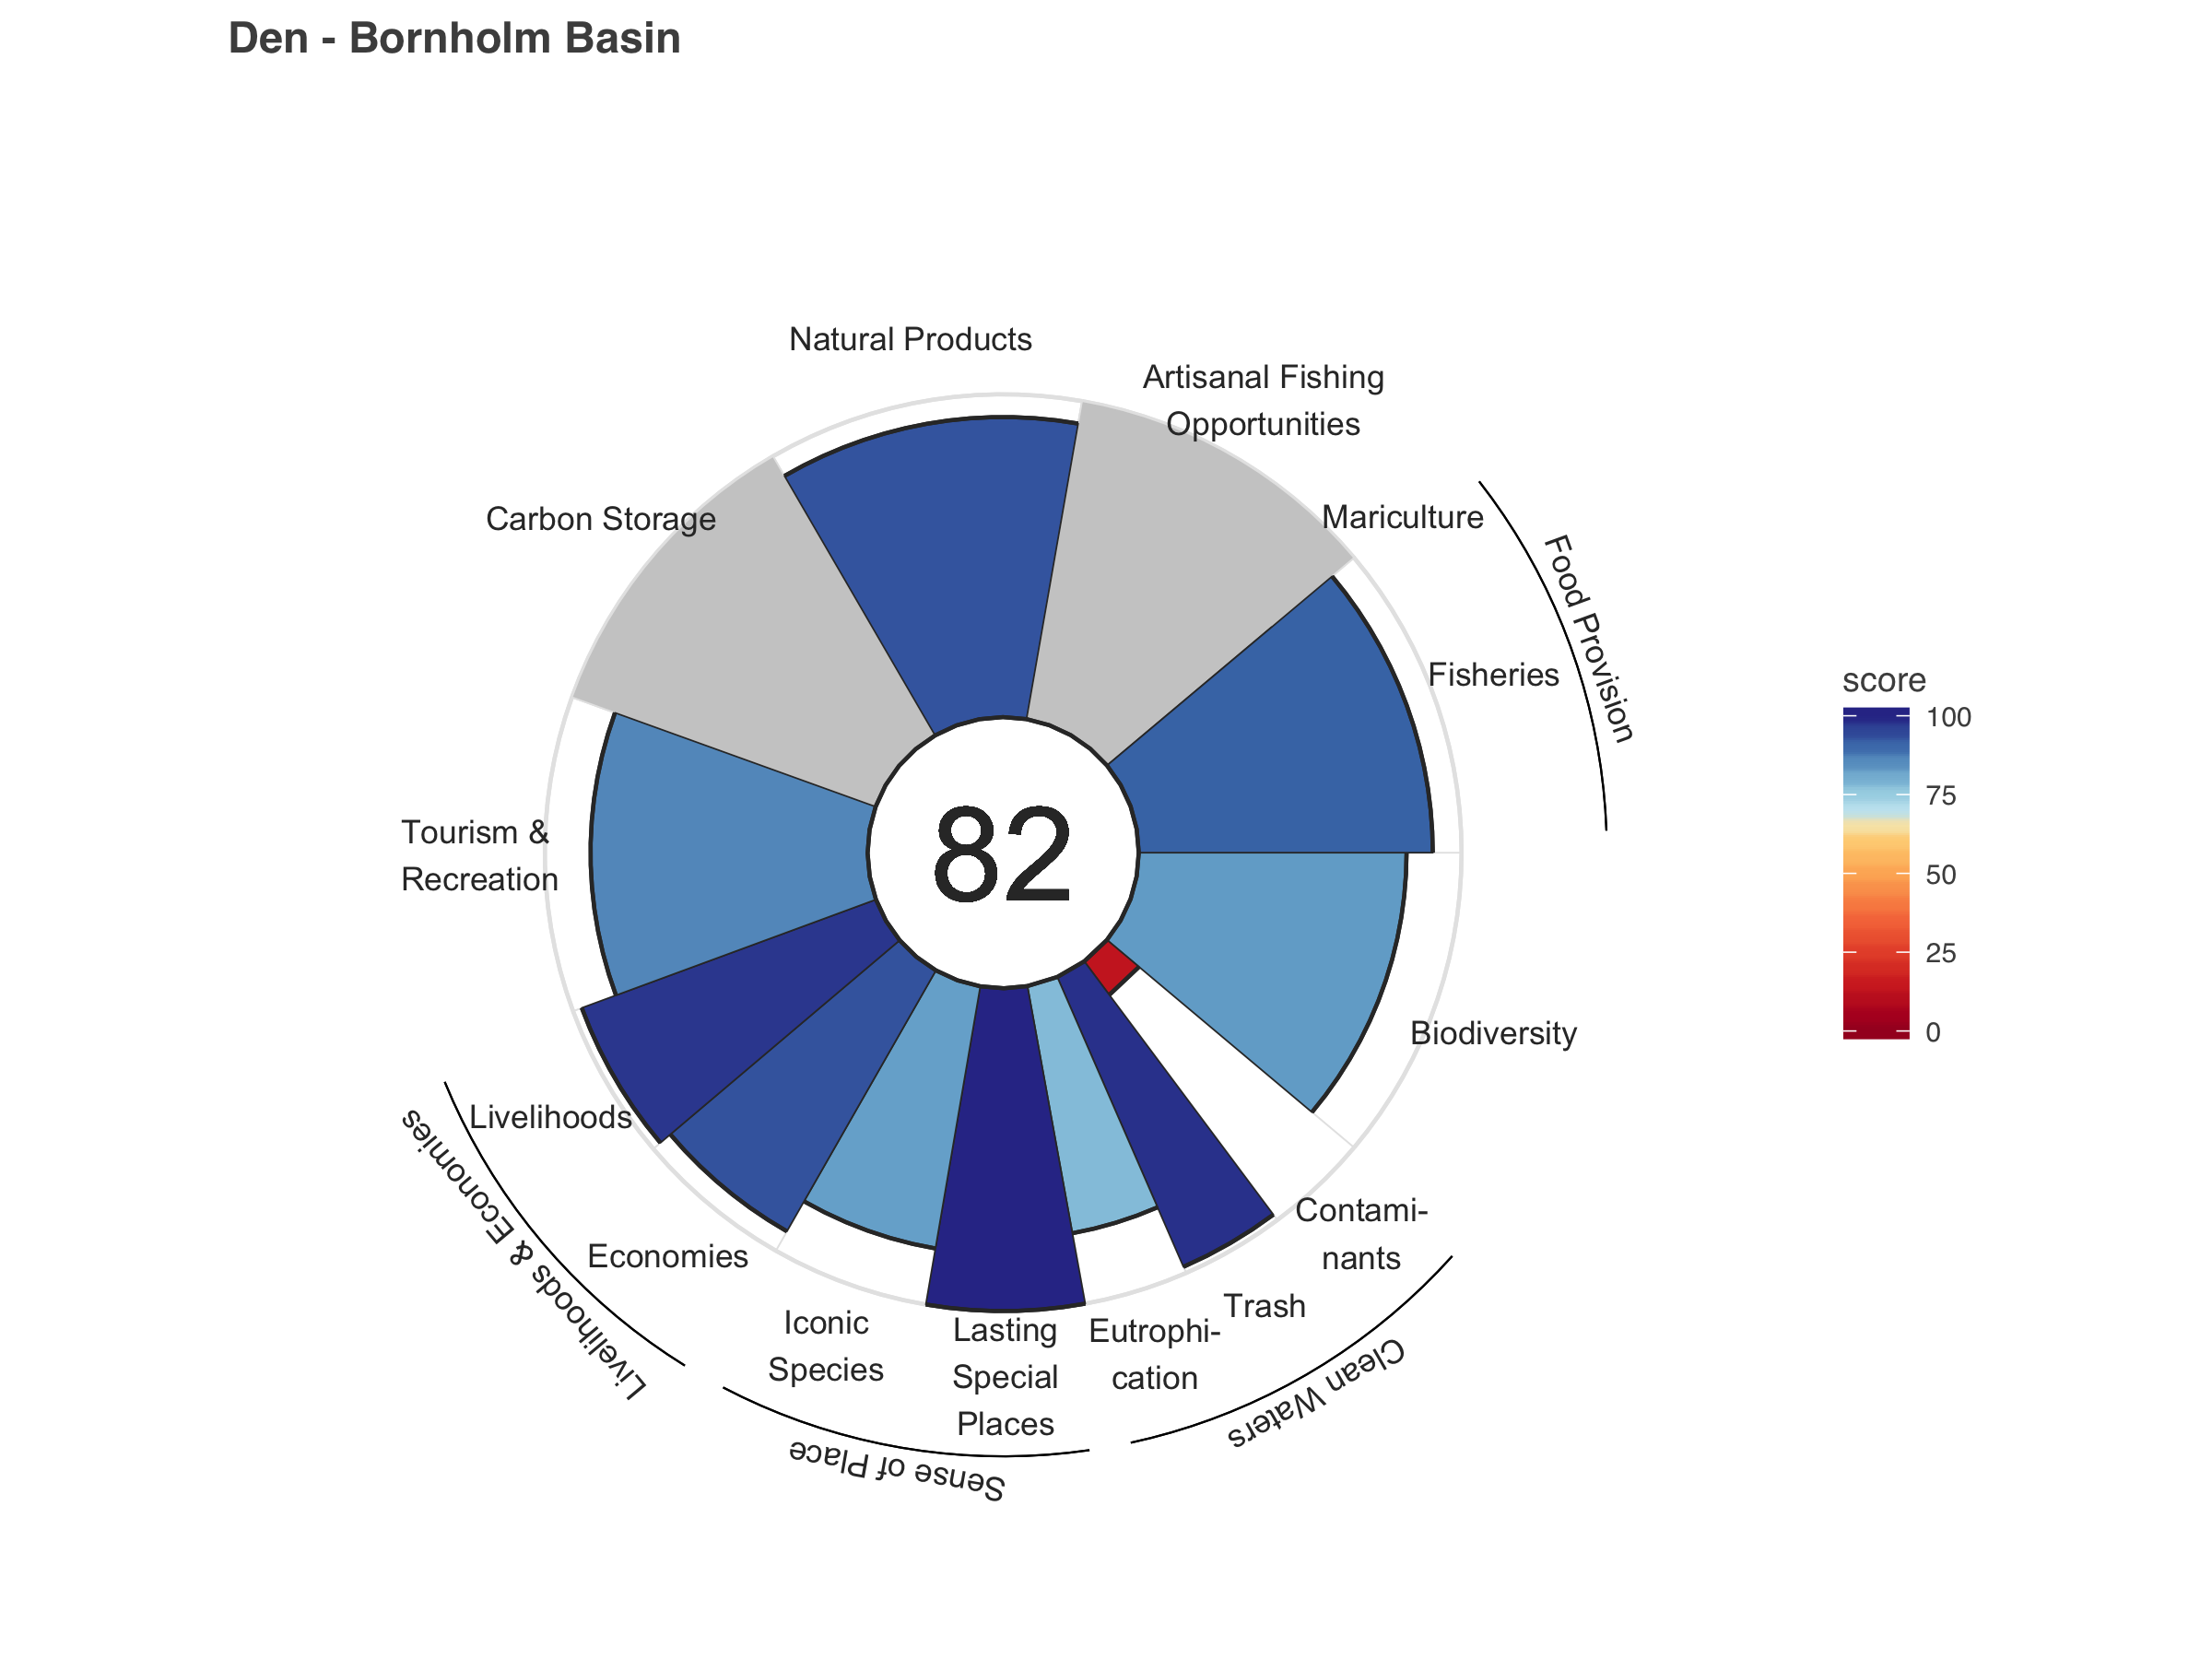 Den - Bornholm Basin
Natural Products
Artisanal Fishing
Opportunities
Carbon Storage
Mariculture
Food Provision
Fisheries
score
100
75
50
25
0
Tourism &
Recreation
82
Biodiversity
Livelihoods
Livelihoods & Economies
Economies
Contami-
nants
Trash
Iconic
Species
Lasting
Special
Places
Eutrophi-
cation
Clean Waters
Sense of Place